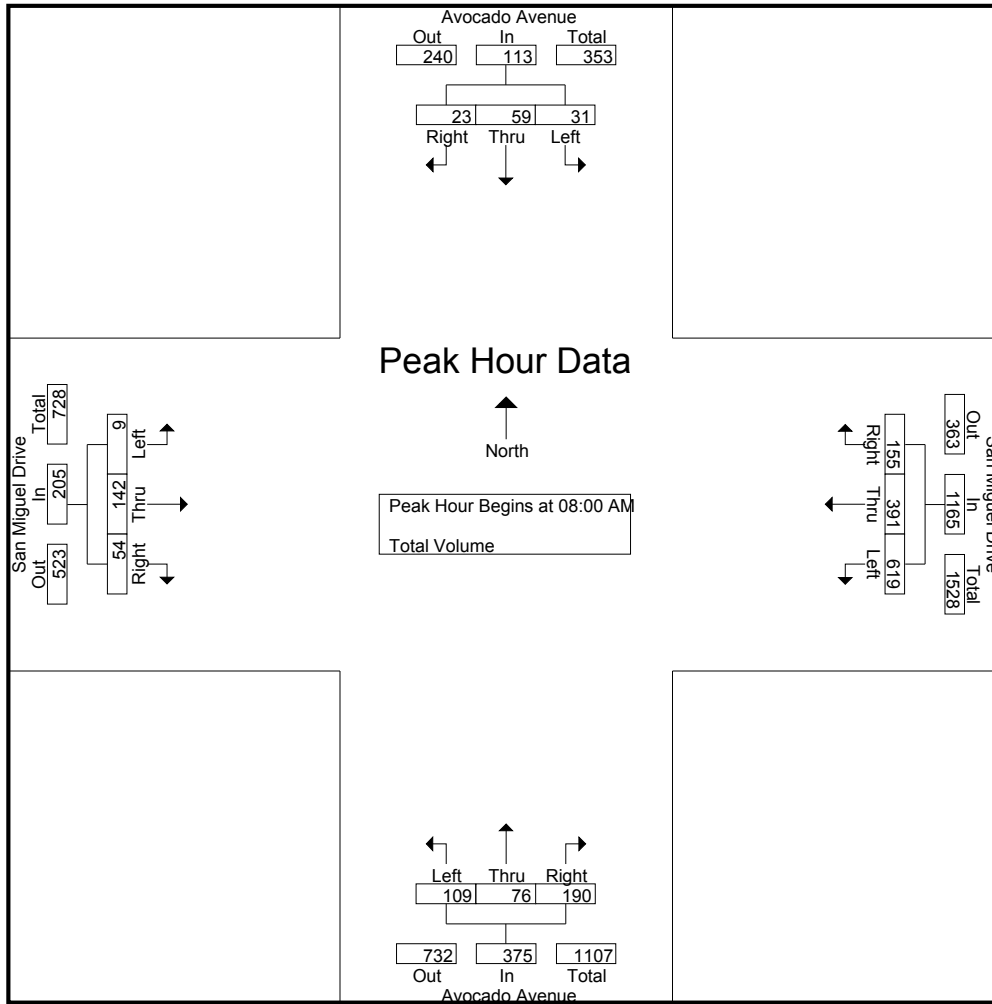 Avocado Avenue
Out In Total
240 113 353
23 59 31
Right Thru Left
Peak Hour Data
North
Peak Hour Begins at 08:00 AM
Total Volume
San Miguel Drive
Total In Out
728 205 523
9 142 54
Left Thru Right
San Miguel Drive
Out In Total
363 1165 1528
155 391 619
Right Thru Left
Left Thru Right
109 76 190
732 375 1107
Out In Total
Avocado Avenue